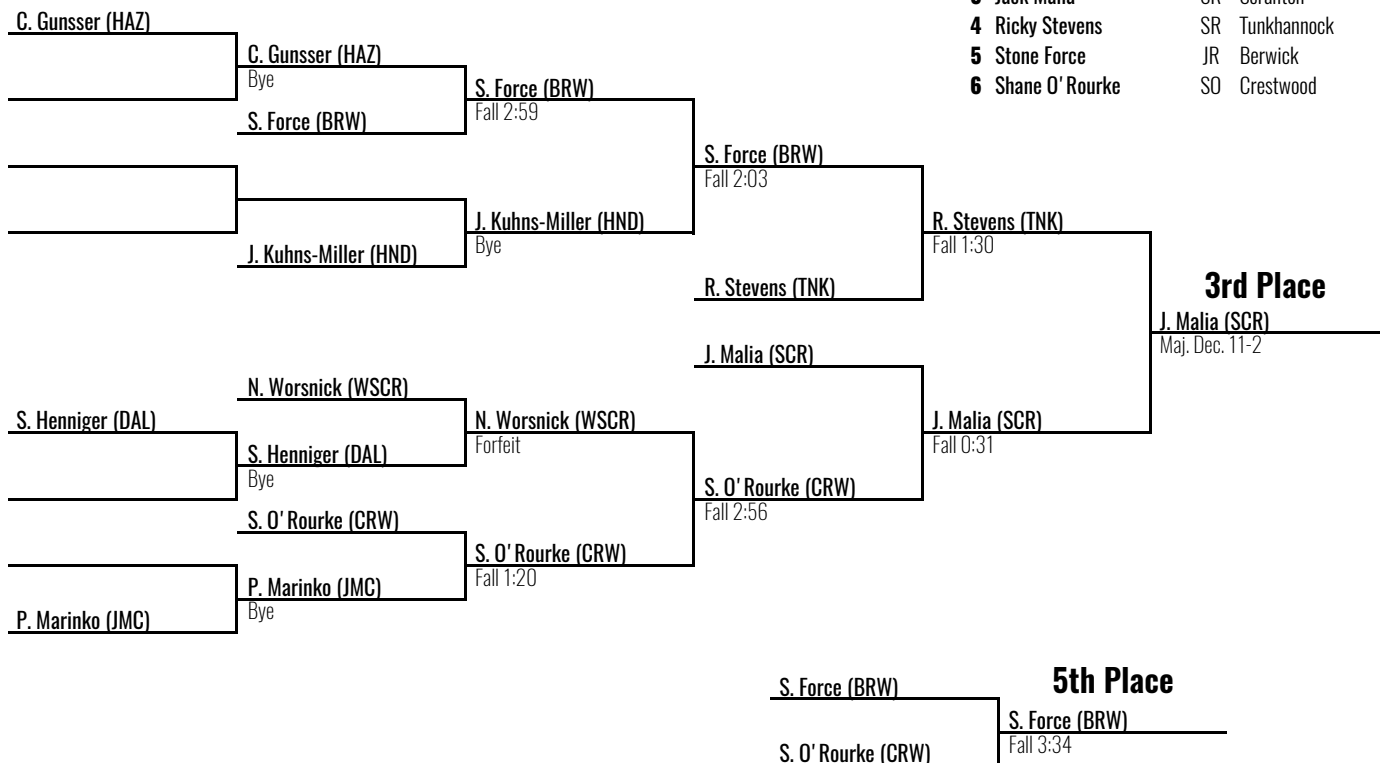 C. Gunsser (HAZ)
C. Gunsser (HAZ)
Bye
S. Force (BRW)
S. Force (BRW)
Fall 2:59
J. Kuhns-Miller (HND)
J. Kuhns-Miller (HND)
Bye
S. Force (BRW)
Fall 2:03
R. Stevens (TNK)
R. Stevens (TNK)
Fall 1:30
S. Henniger (DAL)
N. Worsnick (WSCR)
S. Henniger (DAL)
Bye
N. Worsnick (WSCR)
Forfeit
P. Marinko (JMC)
S. O'Rourke (CRW)
P. Marinko (JMC)
Bye
S. O'Rourke (CRW)
Fall 1:20
J. Malia (SCR)
S. O'Rourke (CRW)
Fall 2:56
J. Malia (SCR)
Fall 0:31
3rd Place
J. Malia (SCR)
Maj. Dec. 11-2
4 Ricky Stevens SR Tunkhannock
5 Stone Force JR Berwick
6 Shane O'Rourke SO Crestwood
5th Place
S. Force (BRW)
S. O'Rourke (CRW)
S. Force (BRW)
Fall 3:34